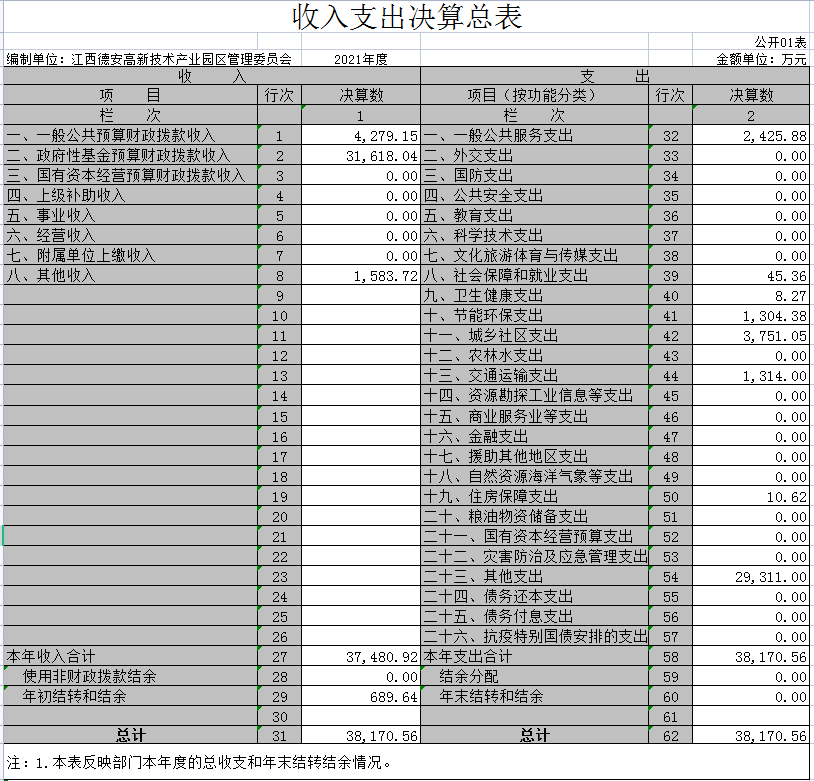 收入支出决算总表
公开01表
编制单位：江西德安高新技术产业园区管理委员会 2021年度 金额单位：万元
收 入 支 出
项 目 行次 决算数 项目（按功能分类） 行次 决算数
栏 次 1 栏 次 2
一、一般公共预算财政拨款收入 1 4,279.15 一、一般公共服务支出 32 2,425.88
二、政府性基金预算财政拨款收入 2 31,618.04 二、外交支出 33 0.00
三、国有资本经营预算财政拨款收入 3 0.00 三、国防支出 34 0.00
四、上级补助收入 4 0.00 四、公共安全支出 35 0.00
五、事业收入 5 0.00 五、教育支出 36 0.00
六、经营收入 6 0.00 六、科学技术支出 37 0.00
七、附属单位上缴收入 7 0.00 七、文化旅游体育与传媒支出 38 0.00
八、其他收入 8 1,583.72 八、社会保障和就业支出 39 45.36
9 九、卫生健康支出 40 8.27
10 十、节能环保支出 41 1,304.38
11 十一、城乡社区支出 42 3,751.05
12 十二、农林水支出 43 0.00
13 十三、交通运输支出 44 1,314.00
14 十四、资源勘探工业信息等支出 45 0.00
15 十五、商业服务业等支出 46 0.00
16 十六、金融支出 47 0.00
17 十七、援助其他地区支出 48 0.00
18 十八、自然资源海洋气象等支出 49 0.00
19 十九、住房保障支出 50 10.62
20 二十、粮油物资储备支出 51 0.00
21 二十一、国有资本经营预算支出 52 0.00
22 二十二、灾害防治及应急管理支出 53 0.00
23 二十三、其他支出 54 29,311.00
24 二十四、债务还本支出 55 0.00
25 二十五、债务付息支出 56 0.00
26 二十六、抗疫特别国债安排的支出 57 0.00
本年收入合计 27 37,480.92 本年支出合计 58 38,170.56
使用非财政拨款结余 28 0.00 结余分配 59 0.00
年初结转和结余 29 689.64 年末结转和结余 60 0.00
30 61
总计 31 38,170.56 总计 62 38,170.56
注：1.本表反映部门本年度的总收支和年末结转结余情况。